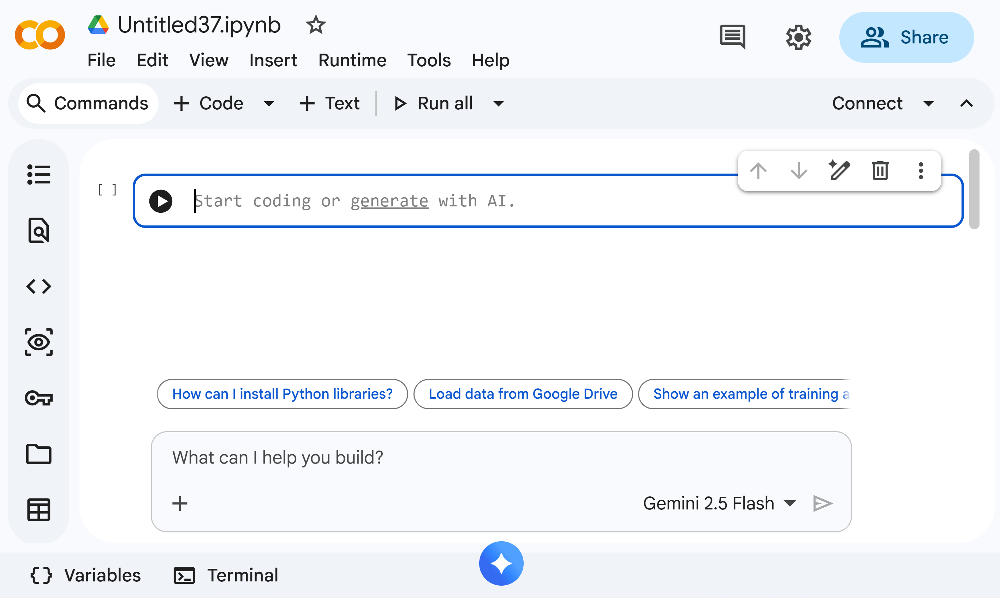 Untitled37.ipynb
File Edit View Insert Runtime Tools Help
Share
Commands + Code + Text Run all Connect
[ ]
Start coding or generate with AI.
How can I install Python libraries? Load data from Google Drive Show an example of training a
What can I help you build?
Gemini 2.5 Flash
Variables Terminal